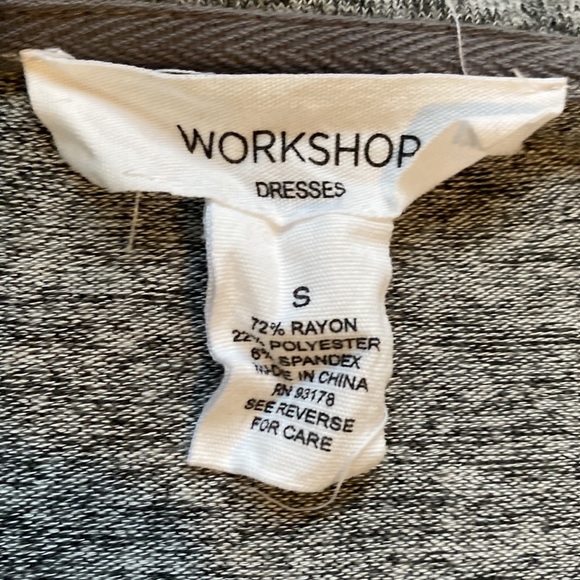 WORKSHOP
DRESSES
S
72% RAYON
22% POLYESTER
6% SPANDEX
MADE IN CHINA
RN 93178
SEE REVERSE
FOR CARE